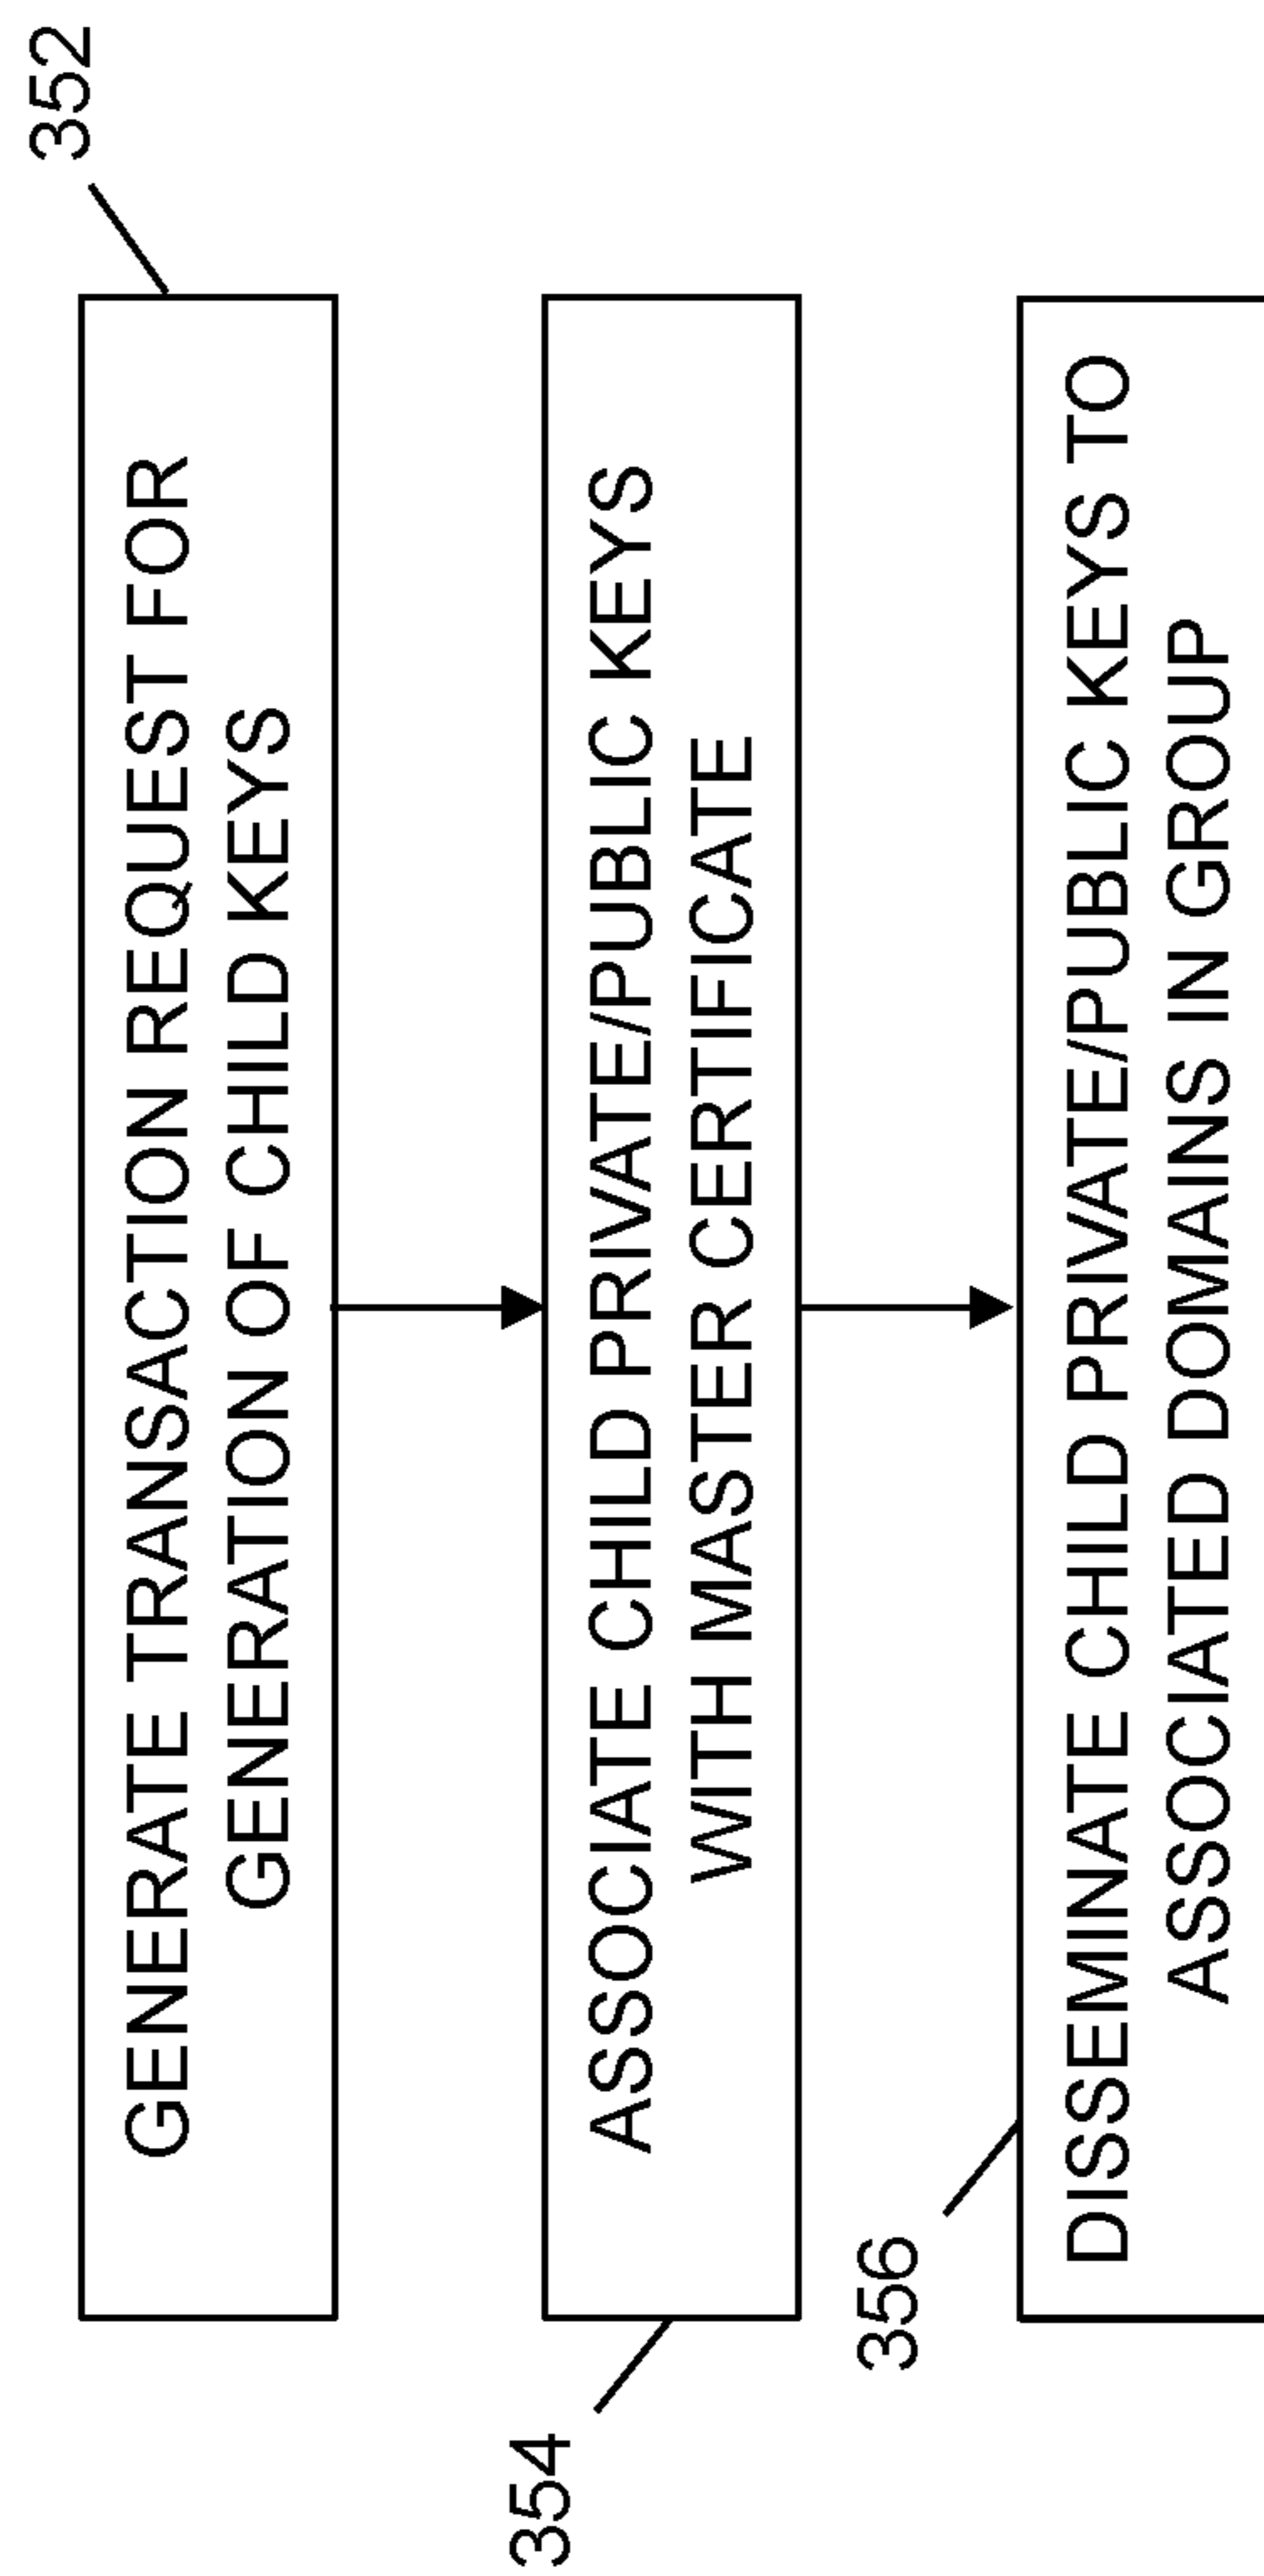 352
GENERATE TRANSACTION REQUEST FOR
GENERATION OF CHILD KEYS
354
ASSOCIATE CHILD PRIVATE/PUBLIC KEYS
WITH MASTER CERTIFICATE
356
DISSEMINATE CHILD PRIVATE/PUBLIC KEYS TO
ASSOCIATED DOMAINS IN GROUP